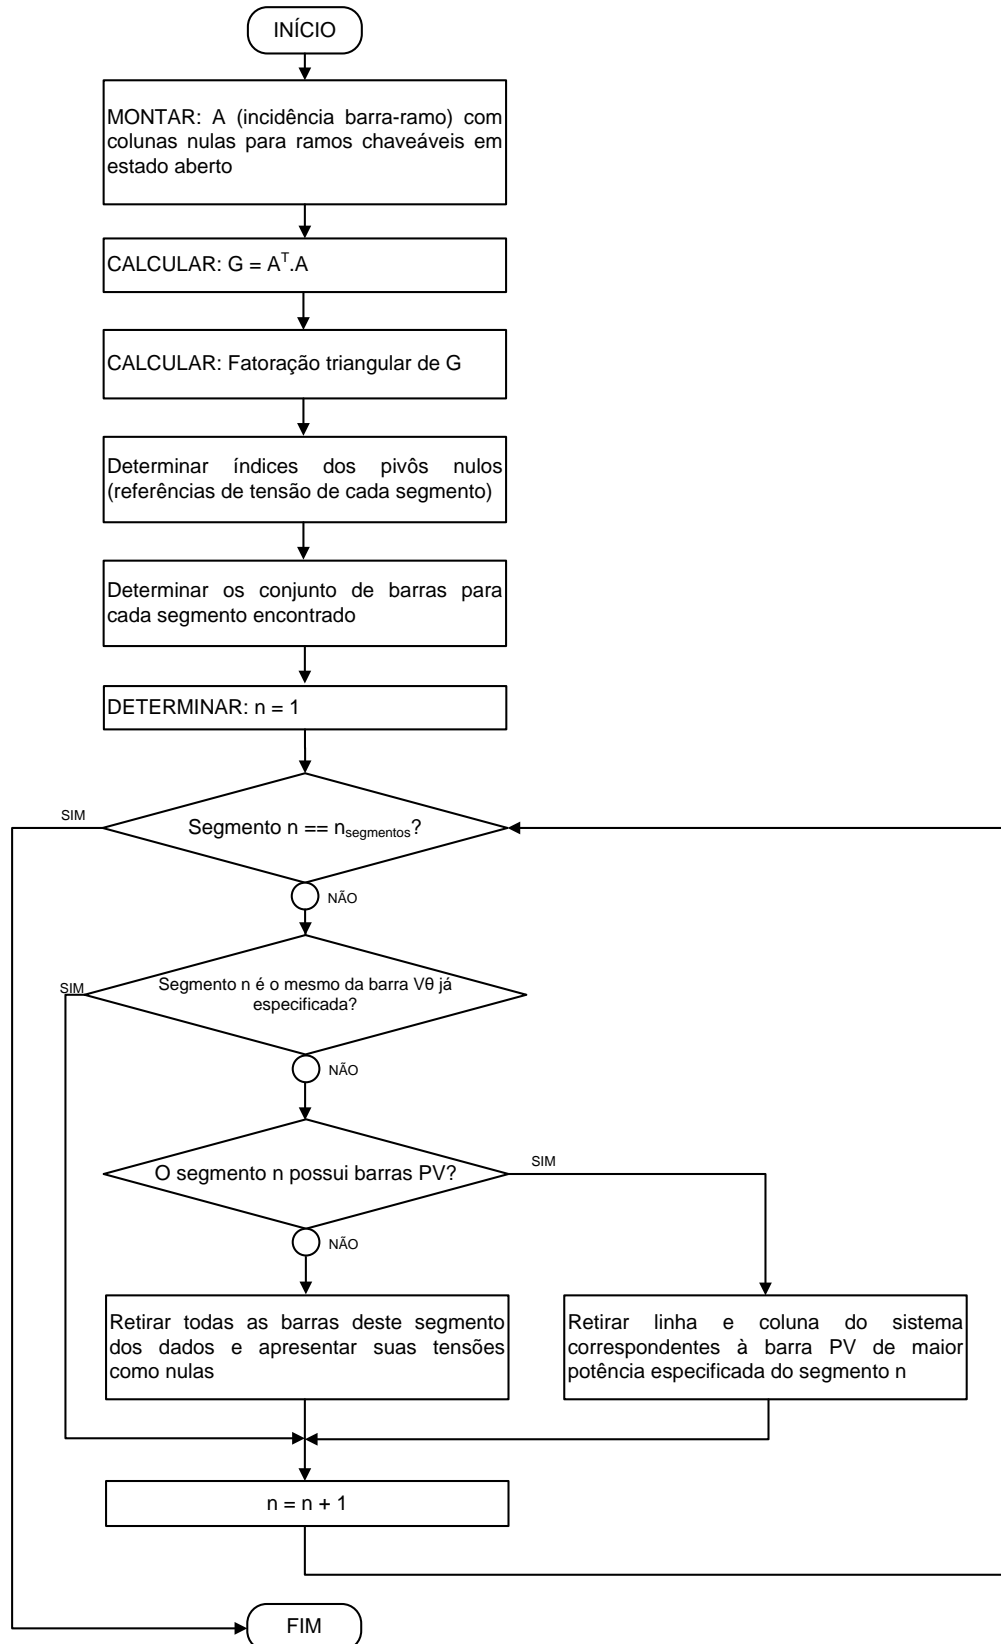 INÍCIO
MONTAR: A (incidência barra-ramo) com
colunas nulas para ramos chaveáveis em
estado aberto
CALCULAR: G = Aᵀ.A
CALCULAR: Fatoração triangular de G
Determinar índices dos pivôs nulos
(referências de tensão de cada segmento)
Determinar os conjunto de barras para
cada segmento encontrado
DETERMINAR: n = 1
SIM
Segmento n == nsegmentos?
NÃO
SIM
Segmento n é o mesmo da barra Vθ já
especificada?
NÃO
O segmento n possui barras PV?
SIM
NÃO
Retirar todas as barras deste segmento
dos dados e apresentar suas tensões
como nulas
Retirar linha e coluna do sistema
correspondentes à barra PV de maior
potência especificada do segmento n
n = n + 1
FIM